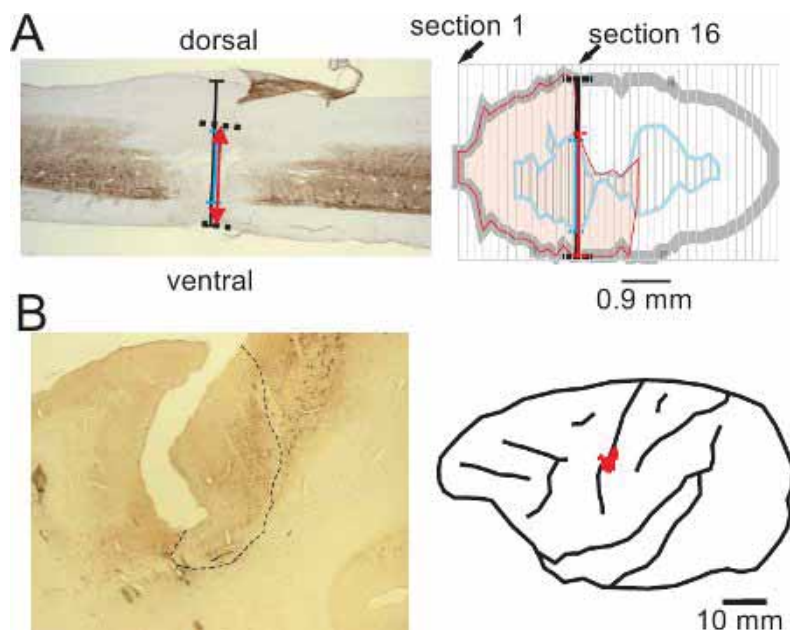 A
dorsal
section 1
section 16
ventral
0.9 mm
B
10 mm